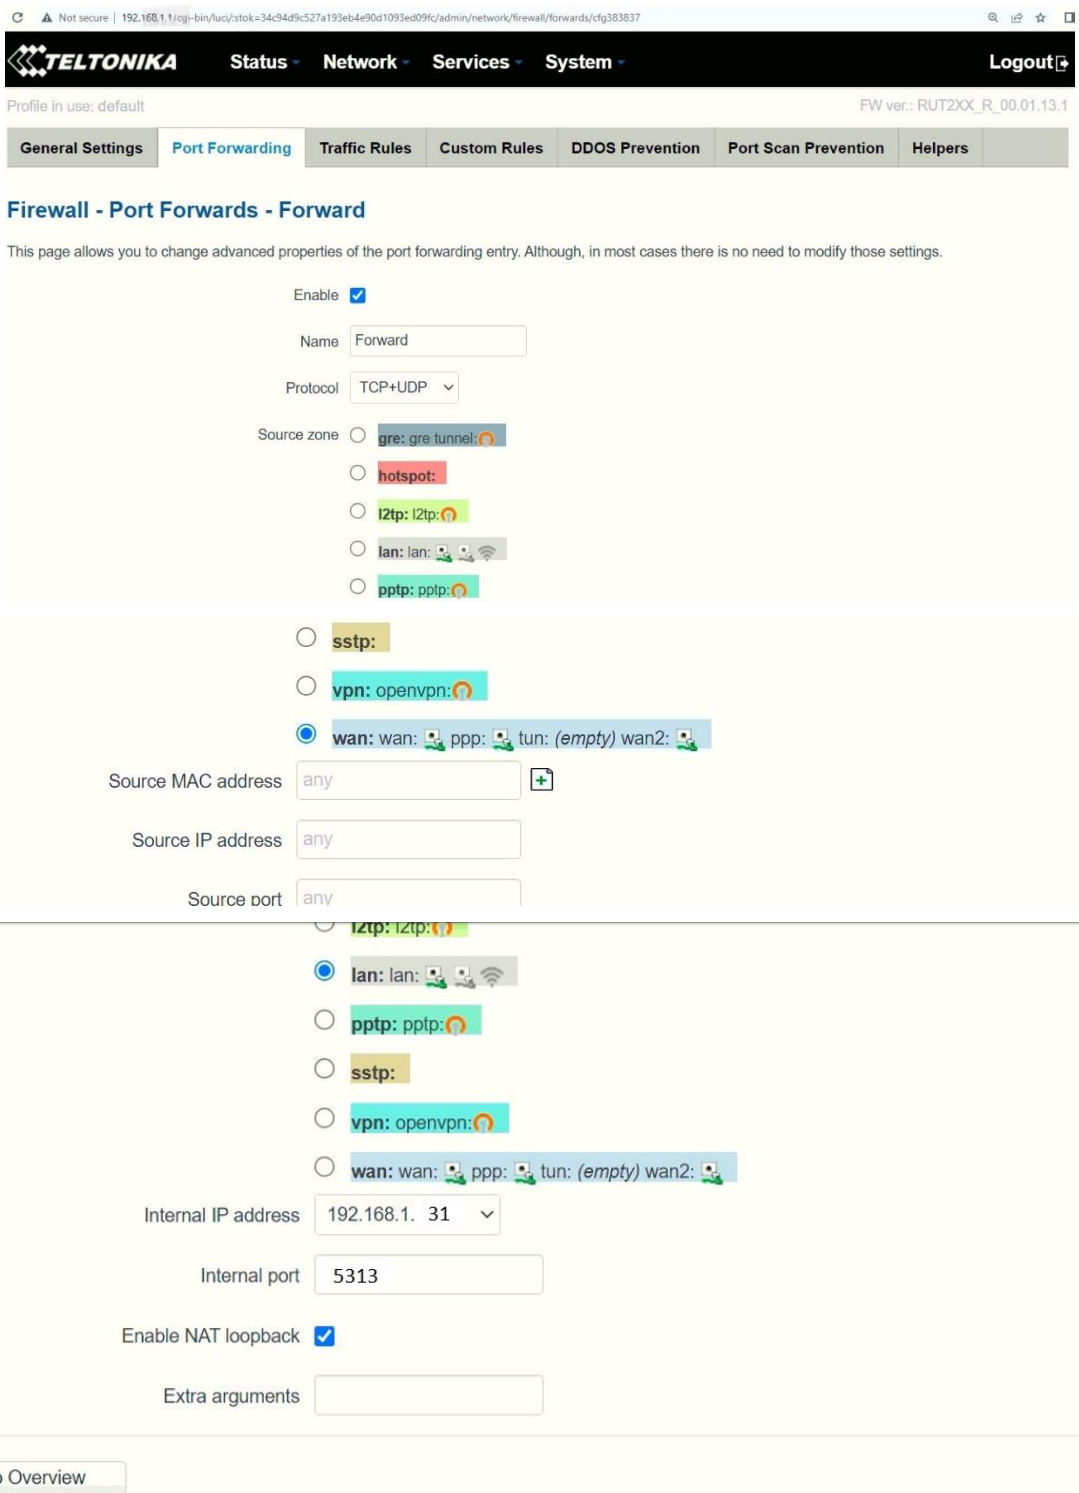 Not secure | 192.168.1.1/cgi-bin/luci/;stok=34c94d9c527a193eb4e90d1093ed09fc/admin/network/firewall/forwards/cfg383837
TELTONIKA Status Network Services System Logout
Profile in use: default FW ver.: RUT2XX_R_00.01.13.1
General Settings Port Forwarding Traffic Rules Custom Rules DDOS Prevention Port Scan Prevention Helpers
Firewall - Port Forwards - Forward
This page allows you to change advanced properties of the port forwarding entry. Although, in most cases there is no need to modify those settings.
Enable
Name Forward
Protocol TCP+UDP
Source zone gre: gre tunnel:
hotspot:
l2tp: l2tp:
lan: lan:
pptp: pptp:
sstp:
vpn: openvpn:
wan: wan: ppp: tun: (empty) wan2:
Source MAC address any
Source IP address any
Source port any
l2tp: l2tp:
lan: lan:
pptp: pptp:
sstp:
vpn: openvpn:
wan: wan: ppp: tun: (empty) wan2:
Internal IP address 192.168.1. 31
Internal port 5313
Enable NAT loopback
Extra arguments
Overview